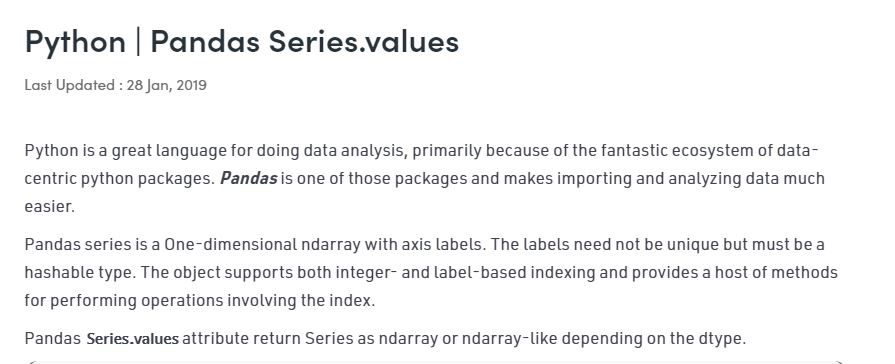 Python | Pandas Series.values
Last Updated : 28 Jan, 2019
Python is a great language for doing data analysis, primarily because of the fantastic ecosystem of data-
centric python packages. Pandas is one of those packages and makes importing and analyzing data much
easier.
Pandas series is a One-dimensional ndarray with axis labels. The labels need not be unique but must be a
hashable type. The object supports both integer- and label-based indexing and provides a host of methods
for performing operations involving the index.
Pandas Series.values attribute return Series as ndarray or ndarray-like depending on the dtype.